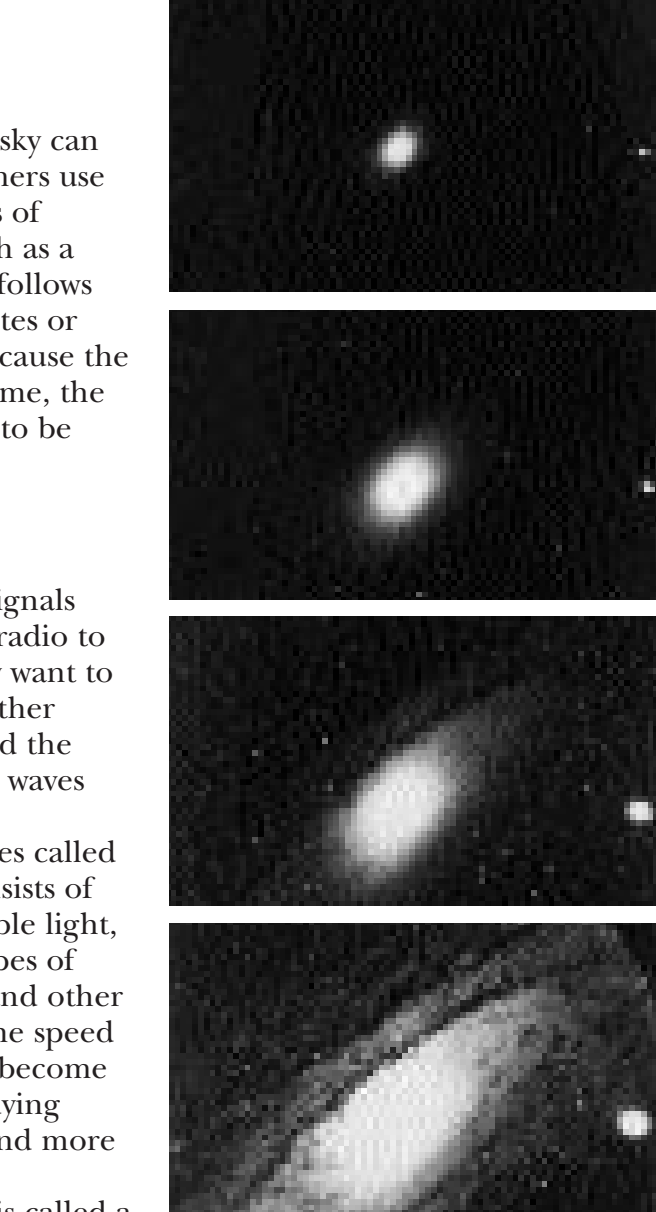 sky can
ners use
s of
h as a
follows
tes or
cause the
me, the
to be
ignals
radio to
want to
ther
d the
waves
es called
sists of
ble light,
pes of
nd other
ne speed
become
ying
nd more
is called a